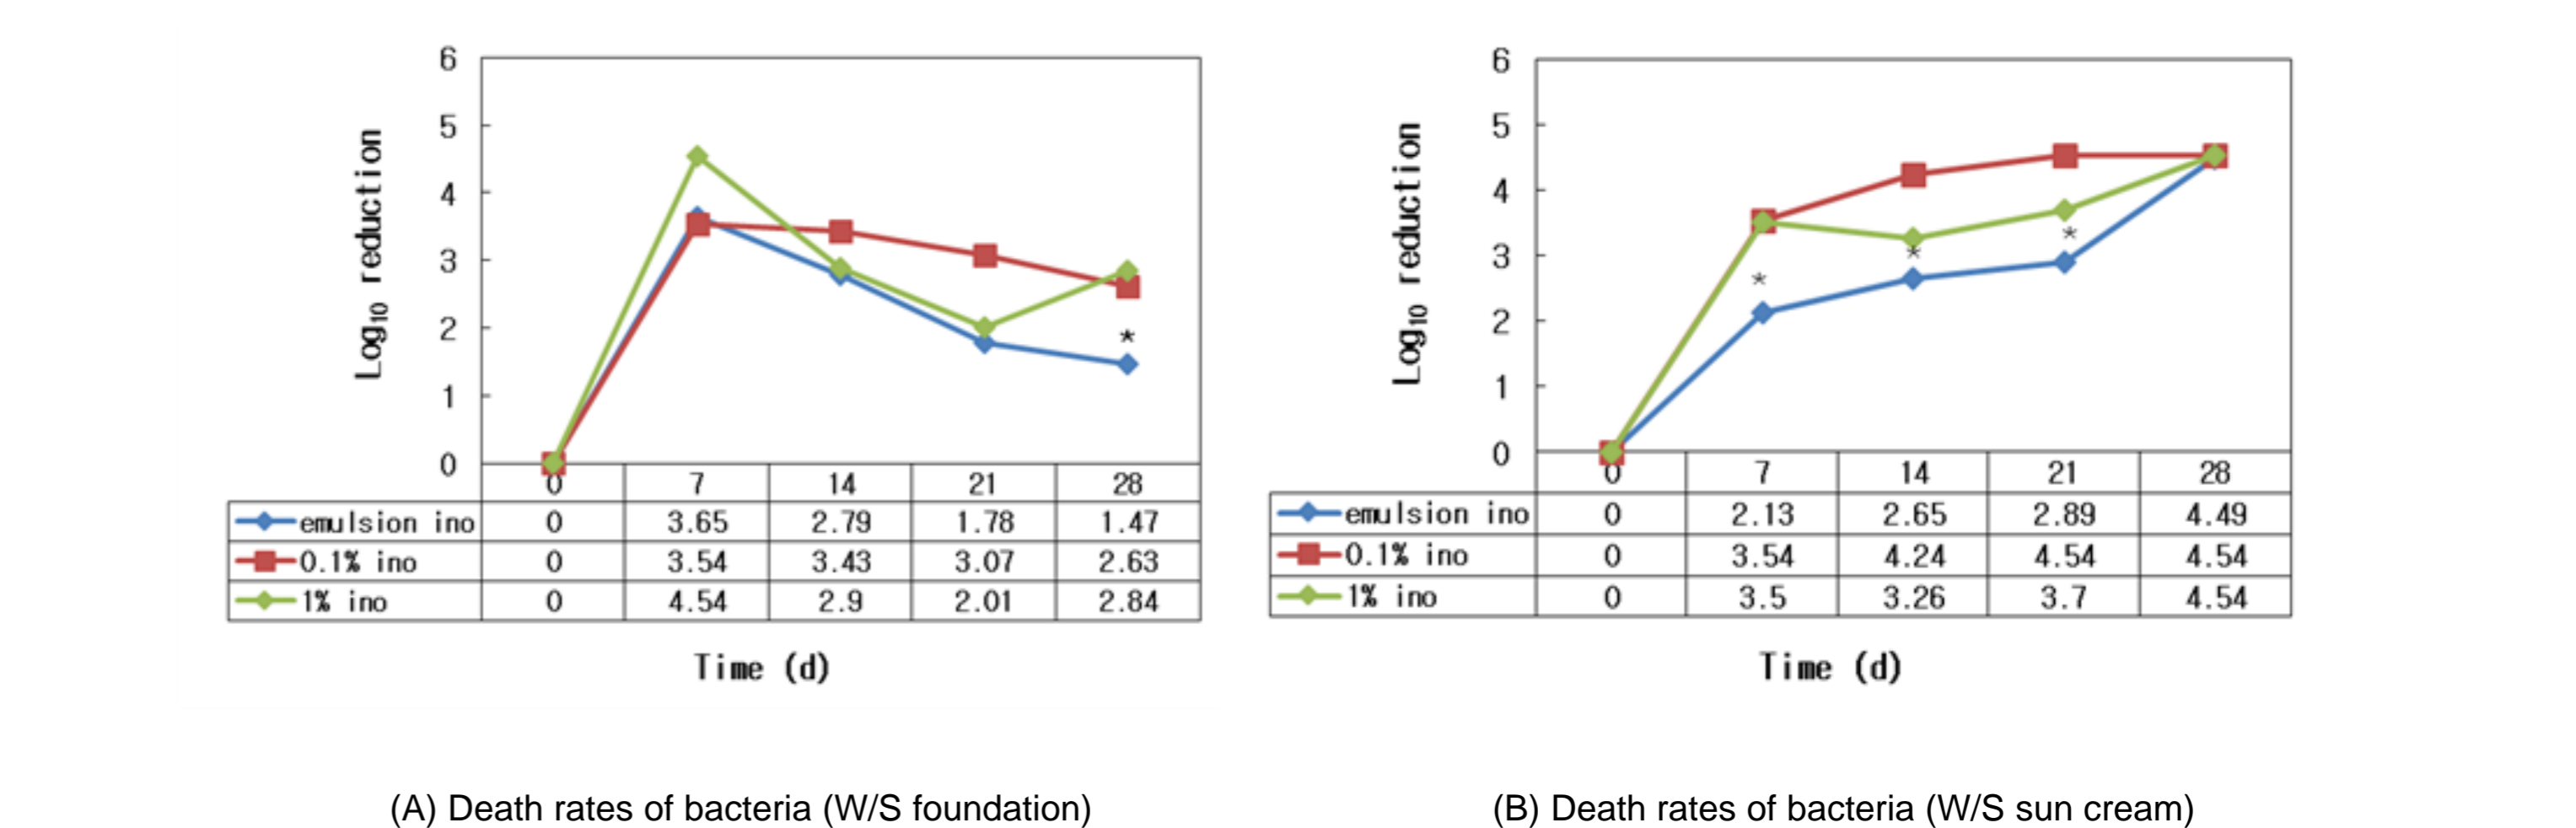 6
5
4
3
2
1
0
Log10 reduction
*
0 7 14 21 28
emulsion ino 0 3.65 2.79 1.78 1.47
0.1% ino 0 3.54 3.43 3.07 2.63
1% ino 0 4.54 2.9 2.01 2.84
Time (d)
(A) Death rates of bacteria (W/S foundation)
6
5
4
3
2
1
0
Log10 reduction
* * *
0 7 14 21 28
emulsion ino 0 2.13 2.65 2.89 4.49
0.1% ino 0 3.54 4.24 4.54 4.54
1% ino 0 3.5 3.26 3.7 4.54
Time (d)
(B) Death rates of bacteria (W/S sun cream)